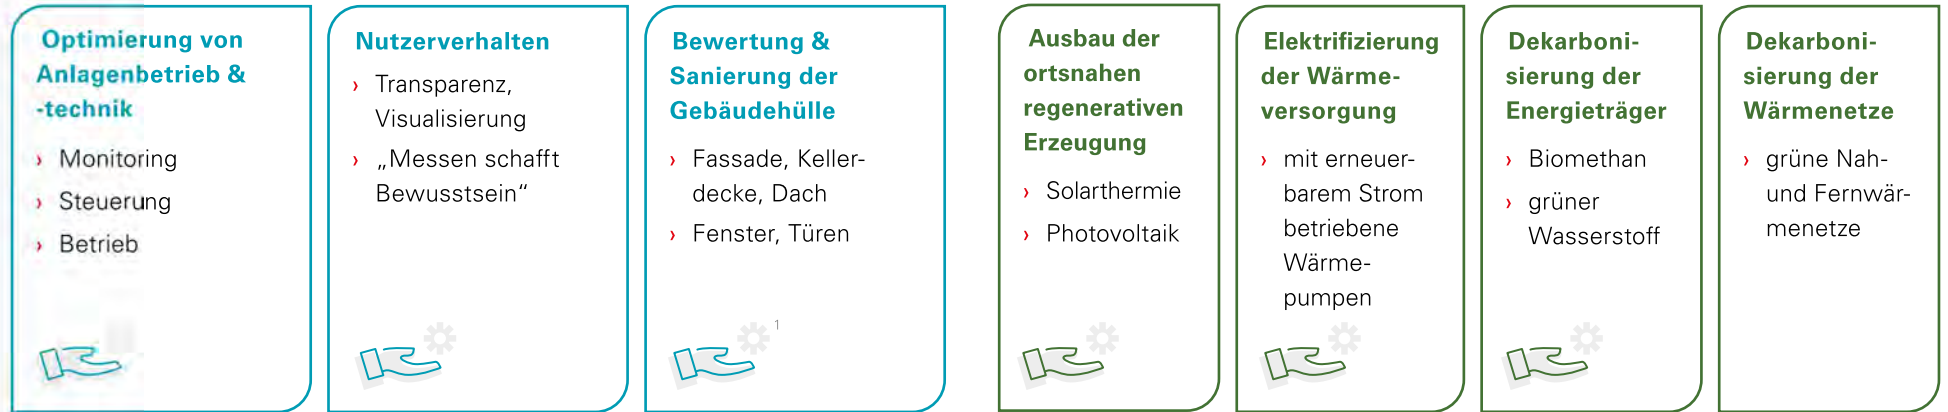 Optimierung von
Anlagenbetrieb &
-technik
› Monitoring
› Steuerung
› Betrieb
Nutzerverhalten
› Transparenz,
Visualisierung
› „Messen schafft
Bewusstsein“
Bewertung &
Sanierung der
Gebäudehülle
› Fassade, Keller-
decke, Dach
› Fenster, Türen
1
Ausbau der
ortsnahen
regenerativen
Erzeugung
› Solarthermie
› Photovoltaik
Elektrifizierung
der Wärme-
versorgung
› mit erneuer-
barem Strom
betriebene
Wärme-
pumpen
Dekarboni-
sierung der
Energieträger
› Biomethan
› grüner
Wasserstoff
Dekarboni-
sierung der
Wärmenetze
› grüne Nah-
und Fernwär-
menetze